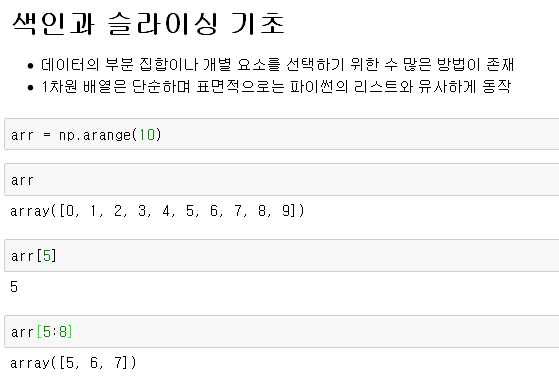 색인과 슬라이싱 기초
• 데이터의 부분 집합이나 개별 요소를 선택하기 위한 수 많은 방법이 존재
• 1차원 배열은 단순하며 표면적으로는 파이썬의 리스트와 유사하게 동작
arr = np.arange(10)
arr
array([0, 1, 2, 3, 4, 5, 6, 7, 8, 9])
arr[5]
5
arr[5:8]
array([5, 6, 7])